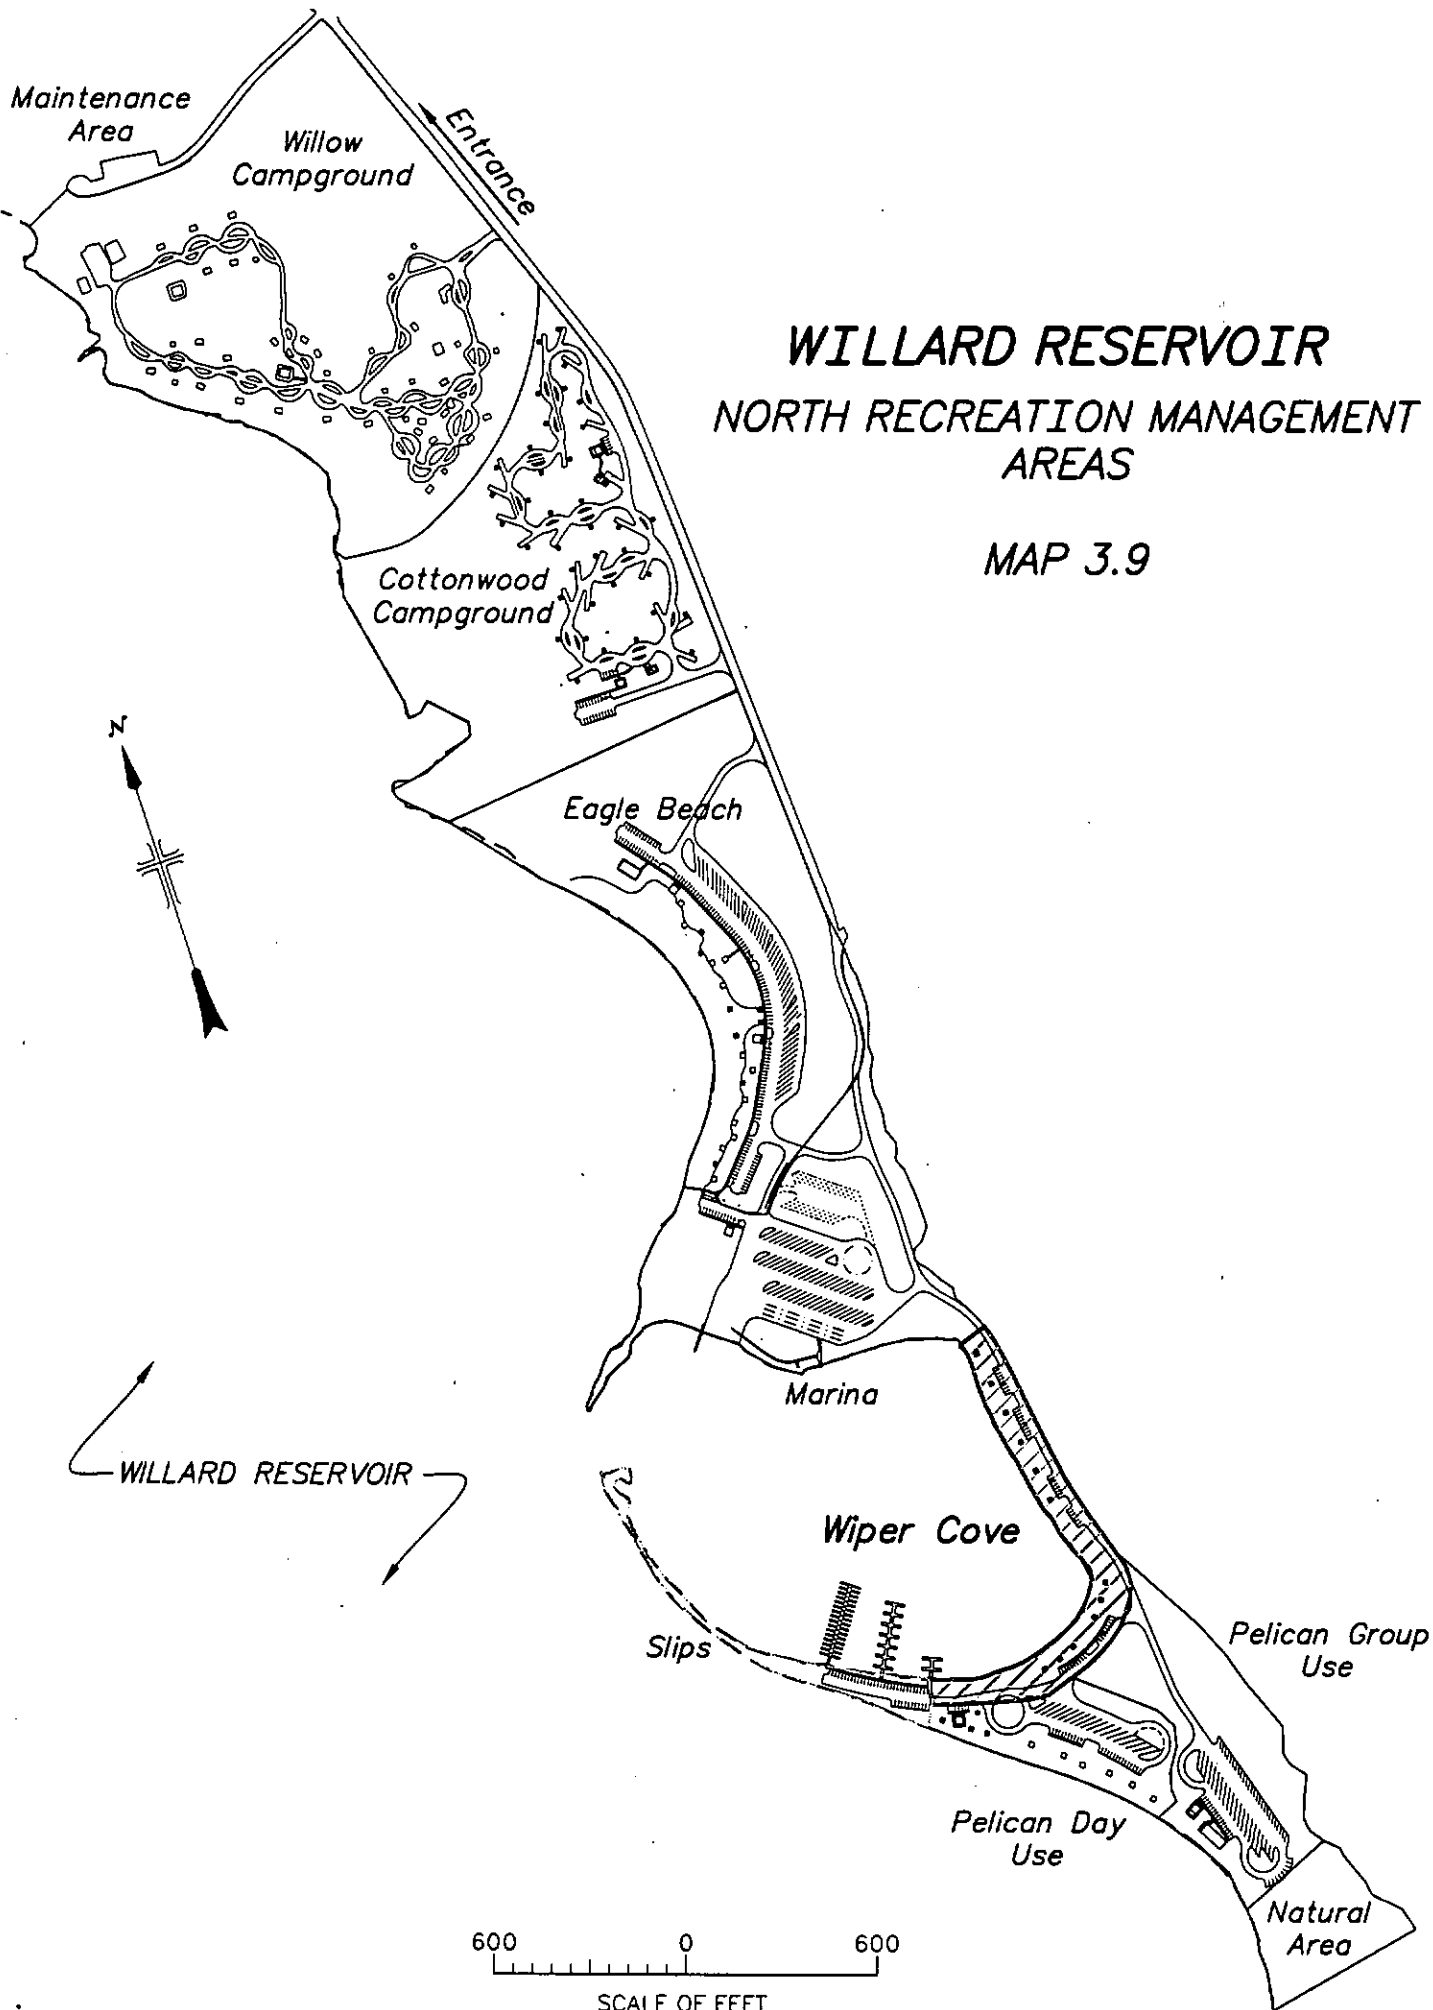 Maintenance
Area
Willow
Campground
Entrance
WILLARD RESERVOIR
NORTH RECREATION MANAGEMENT
AREAS
MAP 3.9
Cottonwood
Campground
N
Eagle Beach
Marina
WILLARD RESERVOIR
Wiper Cove
Slips
Pelican Group
Use
Pelican Day
Use
Natural
Area
600 0 600
SCALE OF FEET